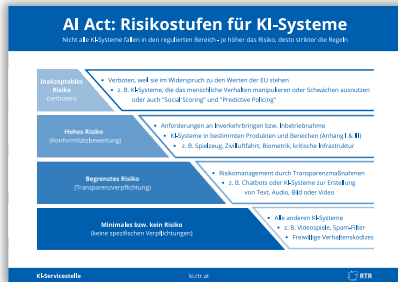 AI Act: Risikostufen für KI-Systeme
Nicht alle KI-Systeme fallen in den regulierten Bereich - je höher das Risiko, desto strikter die Regeln
Inakzeptables
Risiko
(verboten)
• Verboten, weil sie im Widerspruch zu den Werten der EU stehen
• z. B. KI-Systeme, die das menschliche Verhalten manipulieren oder Schwächen ausnutzen
oder auch "Social Scoring" und "Predictive Policing"
Hohes Risiko
(Konformitätsbewertung)
• Anforderungen an Inverkehrbringen bzw. Inbetriebnahme
• KI-Systeme in bestimmten Produkten und Bereichen (Anhang I & III)
• z. B. Spielzeug, Zivilluftfahrt, Biometrik, kritische Infrastruktur
Begrenztes Risiko
(Transparenzverpflichtung)
• Risikomanagement durch Transparenzmaßnahmen
• z. B. Chatbots oder KI-Systeme zur Erstellung
von Text, Audio, Bild oder Video
Minimales bzw. kein Risiko
(keine spezifischen Verpflichtungen)
• Alle anderen KI-Systeme
• z. B. Videospiele, Spam-Filter
• Freiwillige Verhaltenskodizes
KI-Servicestelle
ki.rtr.at
RTR